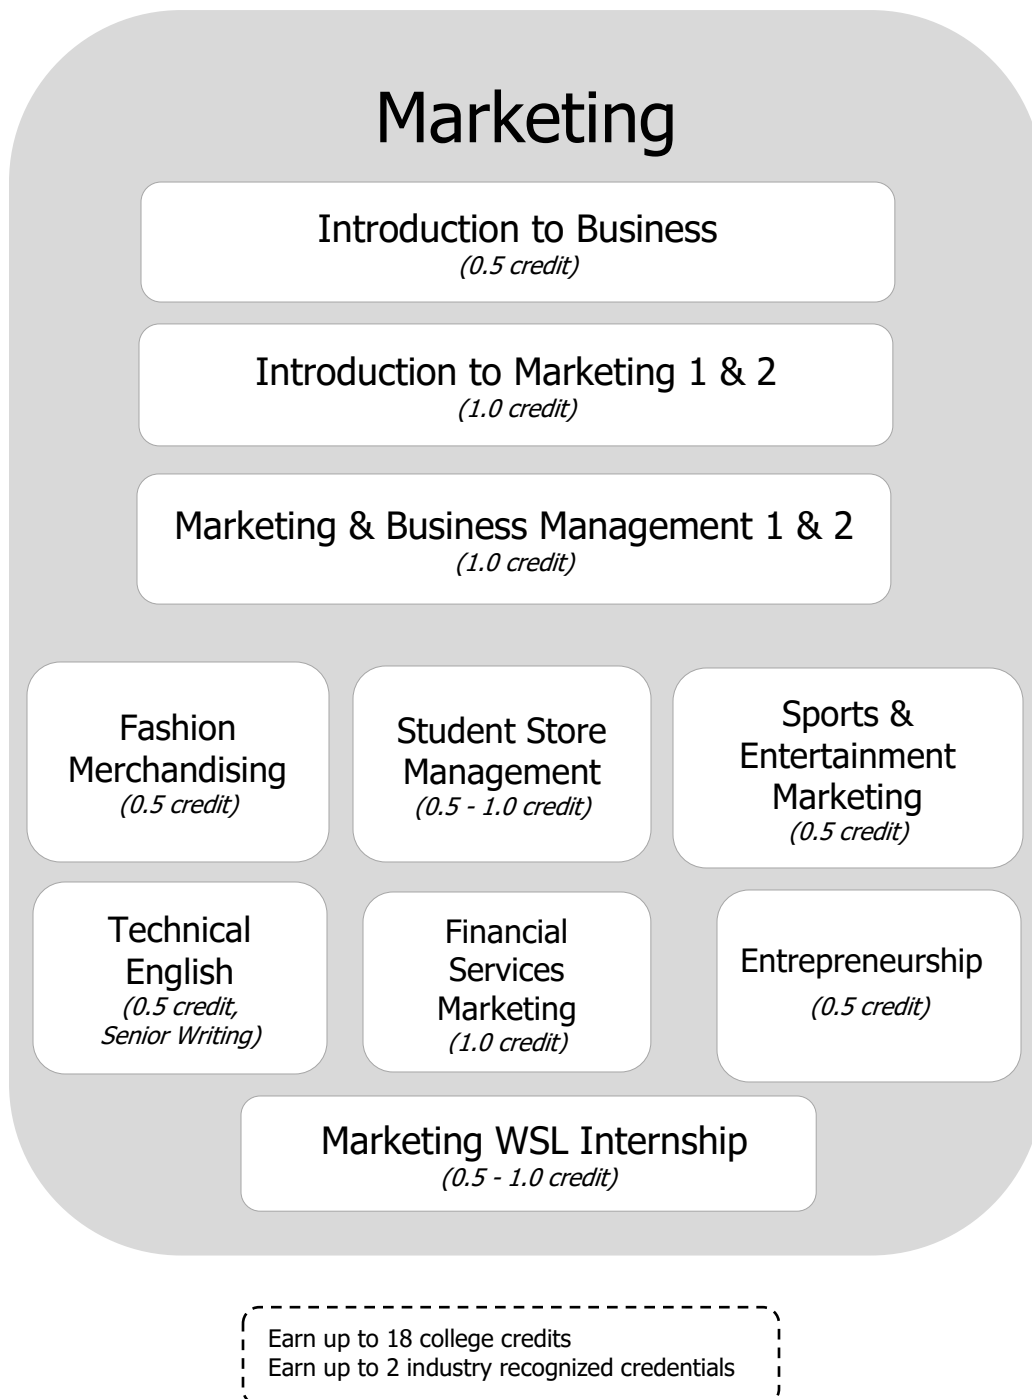 Marketing
Introduction to Business
(0.5 credit)
Introduction to Marketing 1 & 2
(1.0 credit)
Marketing & Business Management 1 & 2
(1.0 credit)
Fashion
Merchandising
(0.5 credit)
Student Store
Management
(0.5 - 1.0 credit)
Sports &
Entertainment
Marketing
(0.5 credit)
Technical
English
(0.5 credit,
Senior Writing)
Financial
Services
Marketing
(1.0 credit)
Entrepreneurship
(0.5 credit)
Marketing WSL Internship
(0.5 - 1.0 credit)
Earn up to 18 college credits
Earn up to 2 industry recognized credentials